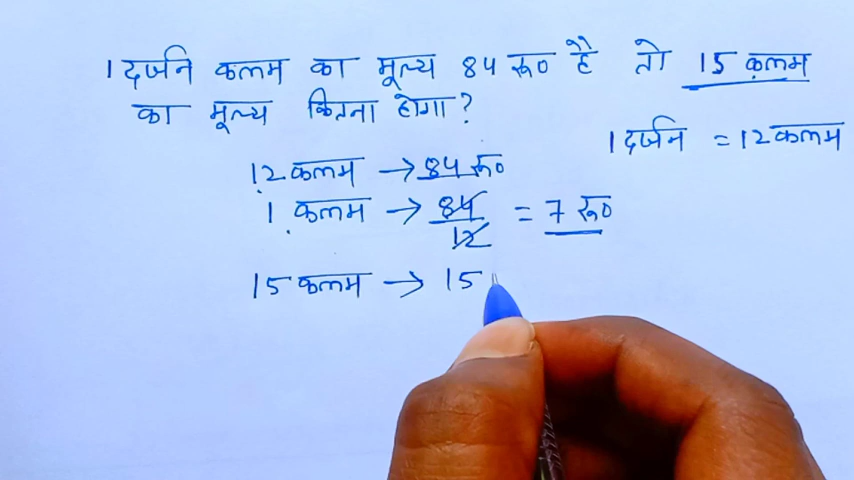 1 दर्जन कलम का मूल्य 84 रू० है तो 15 कलम
का मूल्य कितना होगा?
1 दर्जन = 12 कलम
12 कलम → 84 रू०
1 कलम → 84/12 = 7 रू०
15 कलम → 15